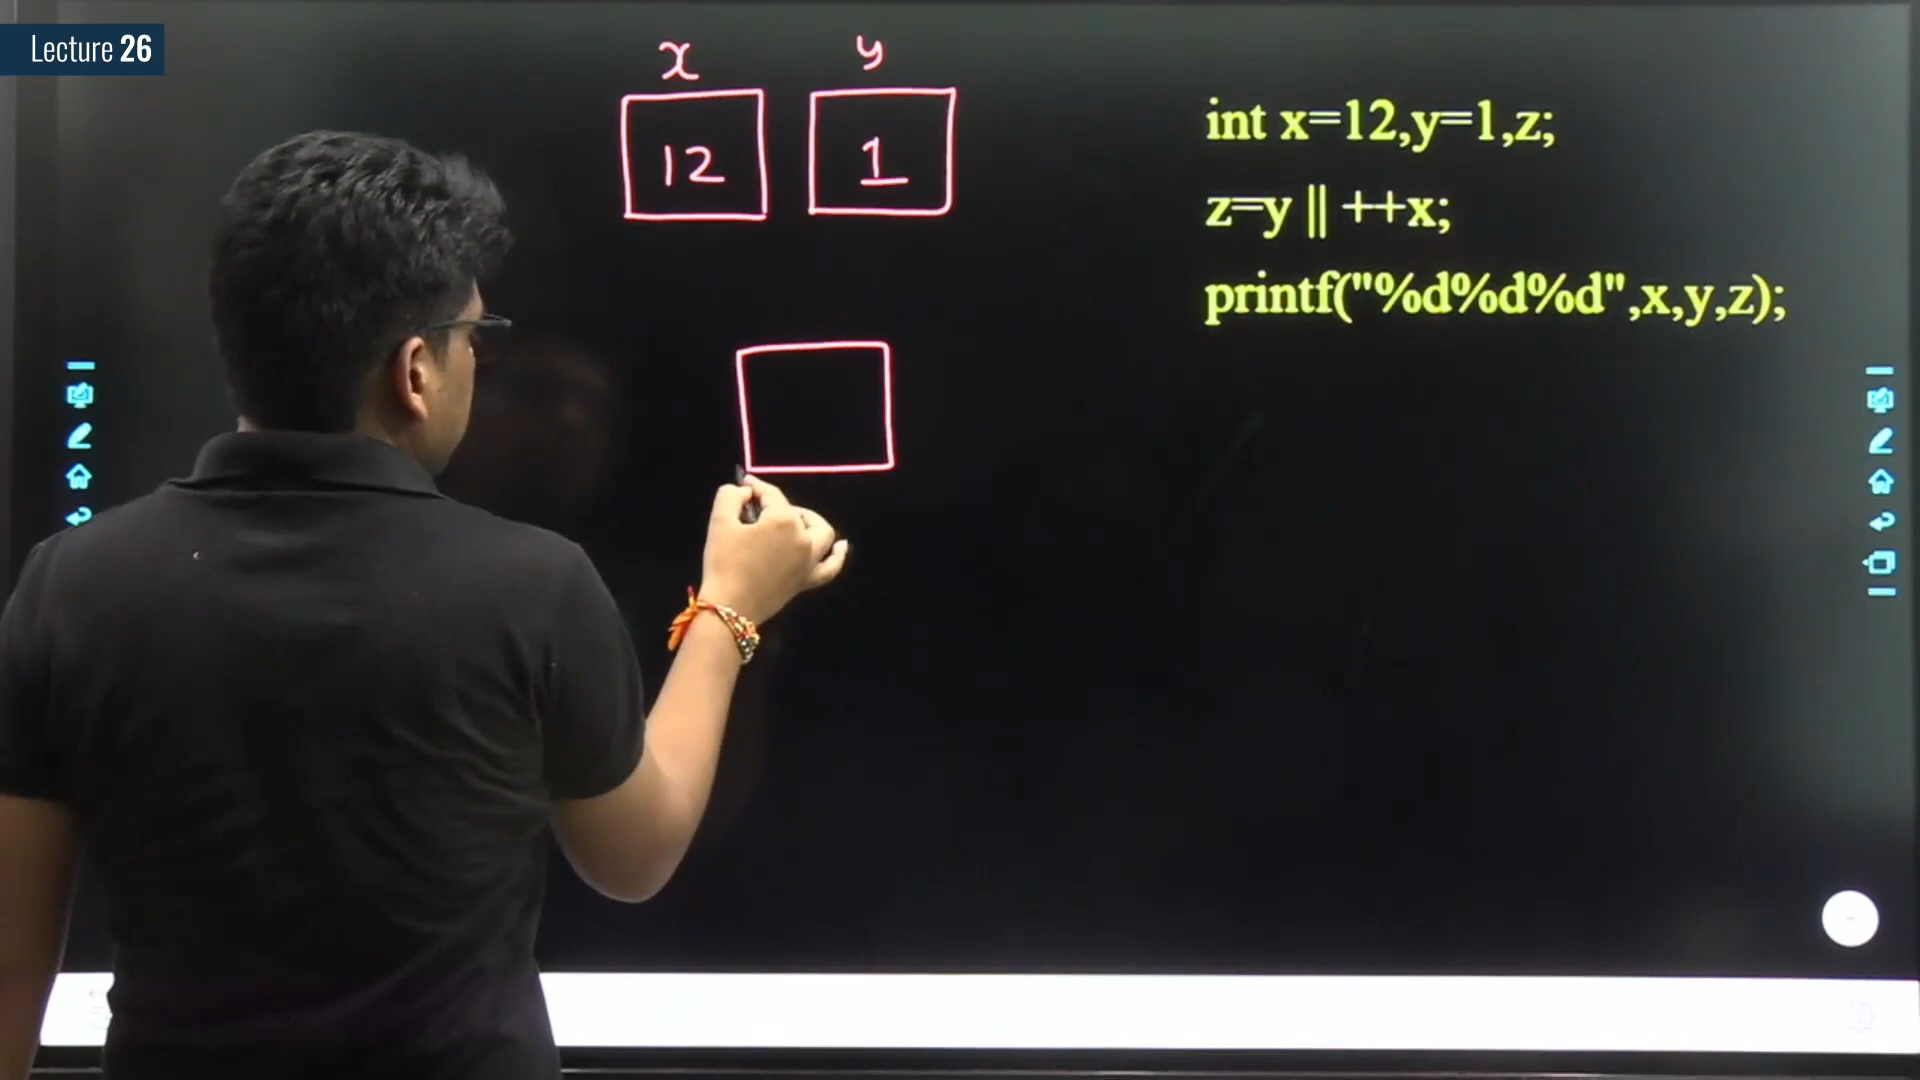 Lecture 26
x y
12 1
int x=12,y=1,z;
z=y || ++x;
printf("%d%d%d",x,y,z);